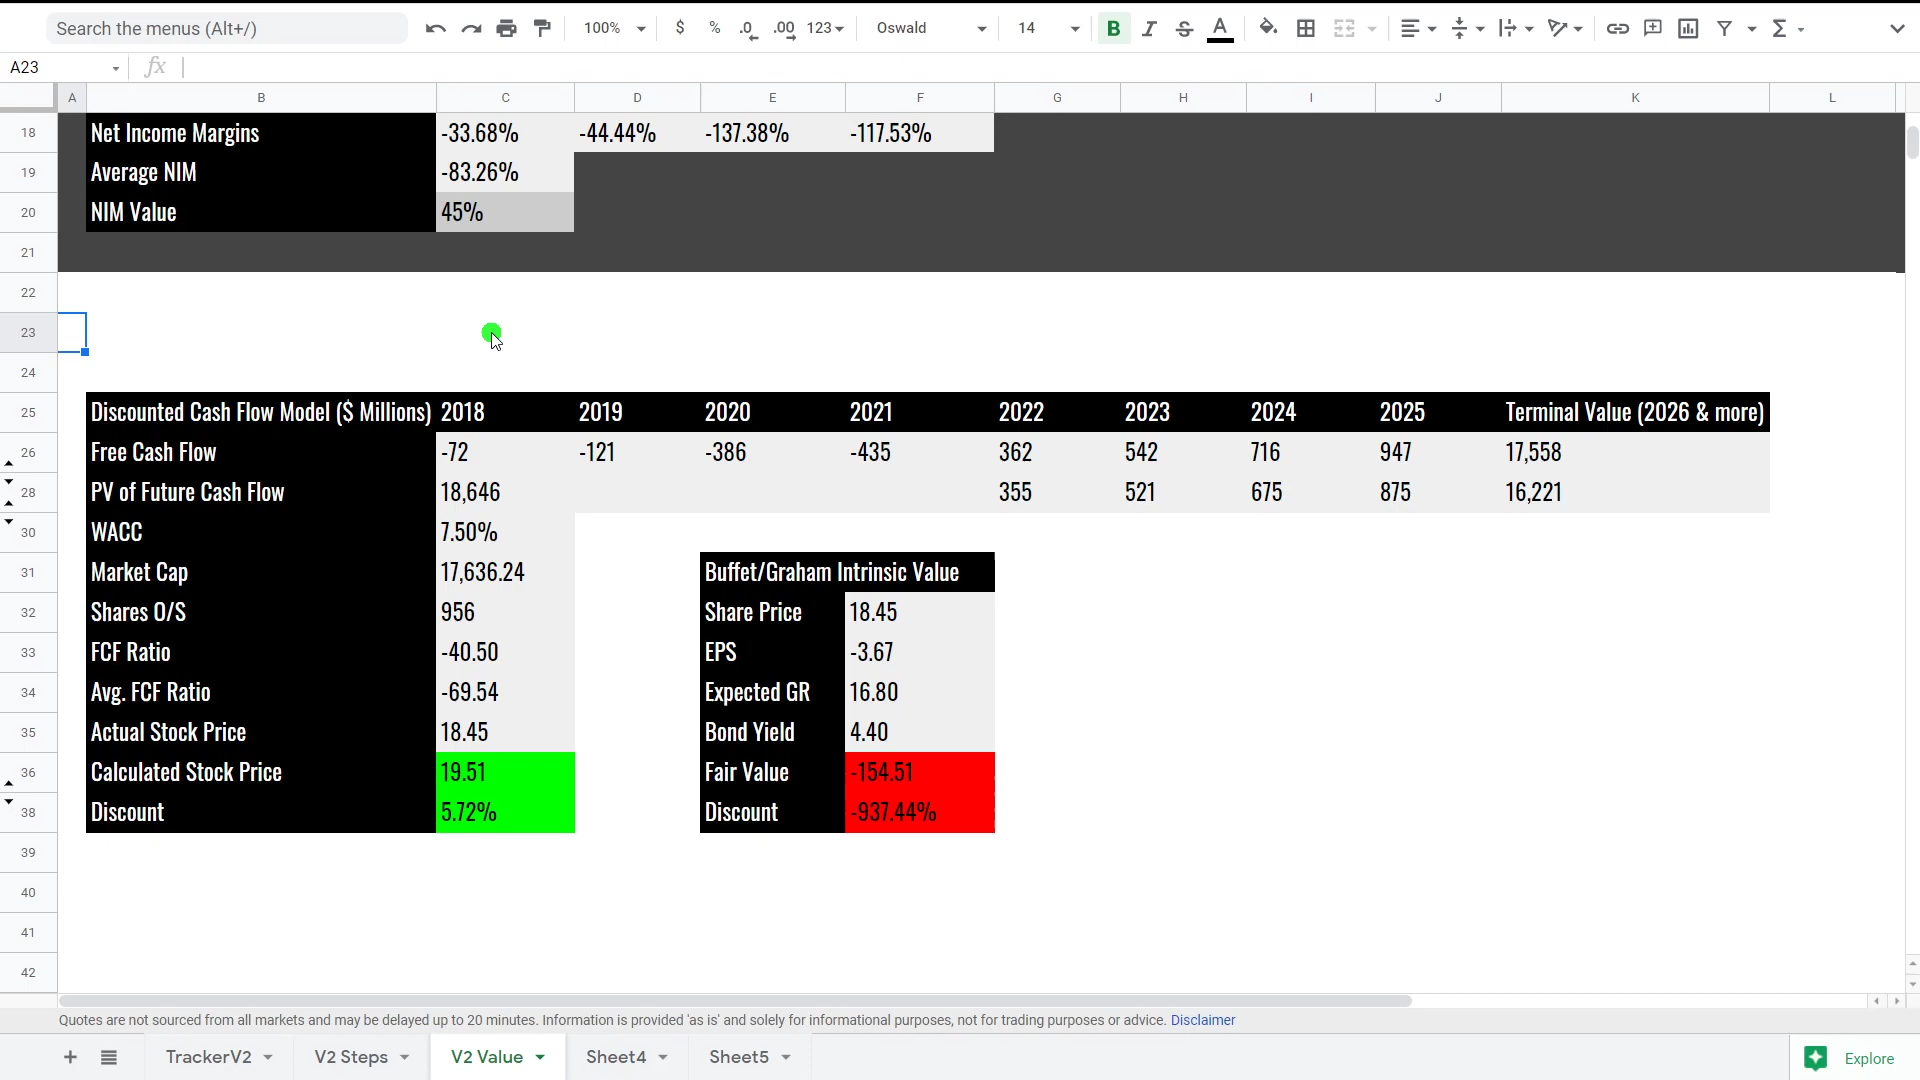 Search the menus (Alt+/) 100% $ % .0 .00 123 Oswald 14 B I S A Σ
A23 fx
A B C D E F G H I J K L
18 Net Income Margins -33.68% -44.44% -137.38% -117.53%
19 Average NIM -83.26%
20 NIM Value 45%
21
22
23
24
25 Discounted Cash Flow Model ($ Millions) 2018 2019 2020 2021 2022 2023 2024 2025 Terminal Value (2026 & more)
26 Free Cash Flow -72 -121 -386 -435 362 542 716 947 17,558
28 PV of Future Cash Flow 18,646 355 521 675 875 16,221
30 WACC 7.50%
31 Market Cap 17,636.24 Buffet/Graham Intrinsic Value
32 Shares O/S 956 Share Price 18.45
33 FCF Ratio -40.50 EPS -3.67
34 Avg. FCF Ratio -69.54 Expected GR 16.80
35 Actual Stock Price 18.45 Bond Yield 4.40
36 Calculated Stock Price 19.51 Fair Value -154.51
38 Discount 5.72% Discount -937.44%
39
40
41
42
Quotes are not sourced from all markets and may be delayed up to 20 minutes. Information is provided 'as is' and solely for informational purposes, not for trading purposes or advice. Disclaimer
+ TrackerV2 V2 Steps V2 Value Sheet4 Sheet5 Explore